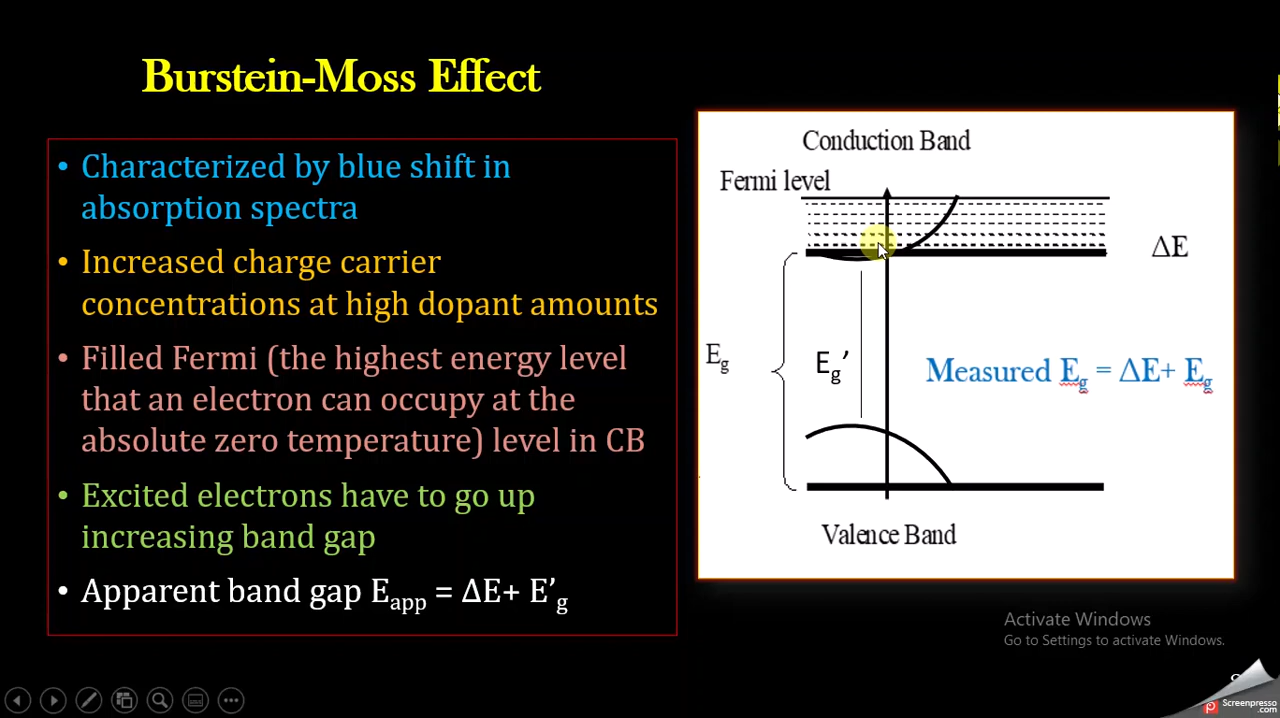 Burstein-Moss Effect
• Characterized by blue shift in
absorption spectra
• Increased charge carrier
concentrations at high dopant amounts
• Filled Fermi (the highest energy level
that an electron can occupy at the
absolute zero temperature) level in CB
• Excited electrons have to go up
increasing band gap
• Apparent band gap Eapp = ΔE+ E’g
Conduction Band
Fermi level
ΔE
Eg
Eg’
Measured Eg = ΔE+ Eg
Valence Band
Activate Windows
Go to Settings to activate Windows.
Screenpresso
.com